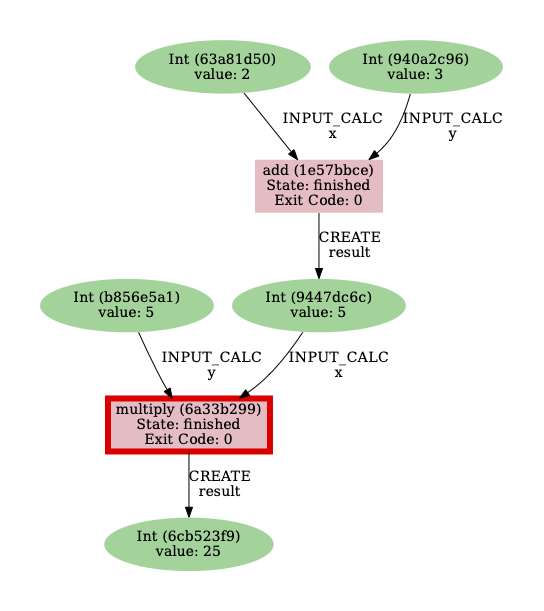 Int (63a81d50)
value: 2
Int (940a2c96)
value: 3
INPUT_CALC
x
INPUT_CALC
y
add (1e57bbce)
State: finished
Exit Code: 0
CREATE
result
Int (b856e5a1)
value: 5
Int (9447dc6c)
value: 5
INPUT_CALC
y
INPUT_CALC
x
multiply (6a33b299)
State: finished
Exit Code: 0
CREATE
result
Int (6cb523f9)
value: 25